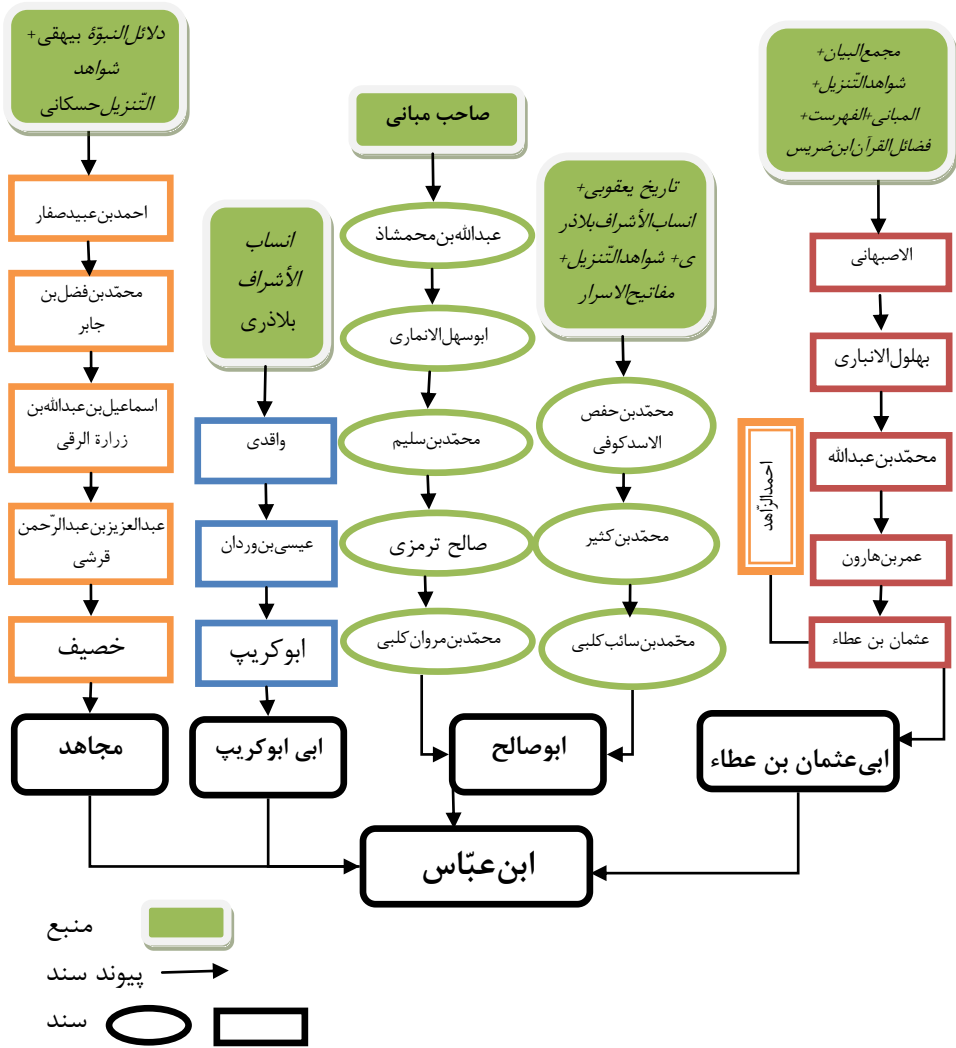 مجمع‌البیان+
شواهدالتّنزیل+
المبانی+الفهرست+
فضائل‌القرآن‌ابن‌ضریس
الاصبهانی
بهلول‌الانباری
محمّدبن‌عبدالله
عمربن‌هارون
عثمان بن عطاء
احمدالزّاهد
ابی‌عثمان بن عطاء
تاریخ یعقوبی+
انساب‌الأشراف‌بلاذر
ی+ شواهدالتّنزیل+
مفاتیح‌الاسرار
محمّدبن‌حفص
الاسدکوفی
محمّدبن‌کثیر
محمّدبن‌سائب‌کلبی
صاحب مبانی
عبدالله‌بن‌محمشاذ
ابوسهل‌الانماری
محمّدبن‌سلیم
صالح ترمزی
محمّدبن‌مروان‌کلبی
ابوصالح
انساب
الأشراف
بلاذری
واقدی
عیسی‌بن‌وردان
ابوکریپ
ابی ابوکریپ
دلائل‌النبوّة بیهقی+
شواهد
التّنزیل‌حسکانی
احمدبن‌عبیدصفار
محمّدبن‌فضل‌بن
جابر
اسماعیل‌بن‌عبدالله‌بن
زرارة الرقی
عبدالعزیزبن‌عبدالرّحمن
قرشی
خصیف
مجاهد
ابن‌عبّاس
منبع
پیوند سند
سند